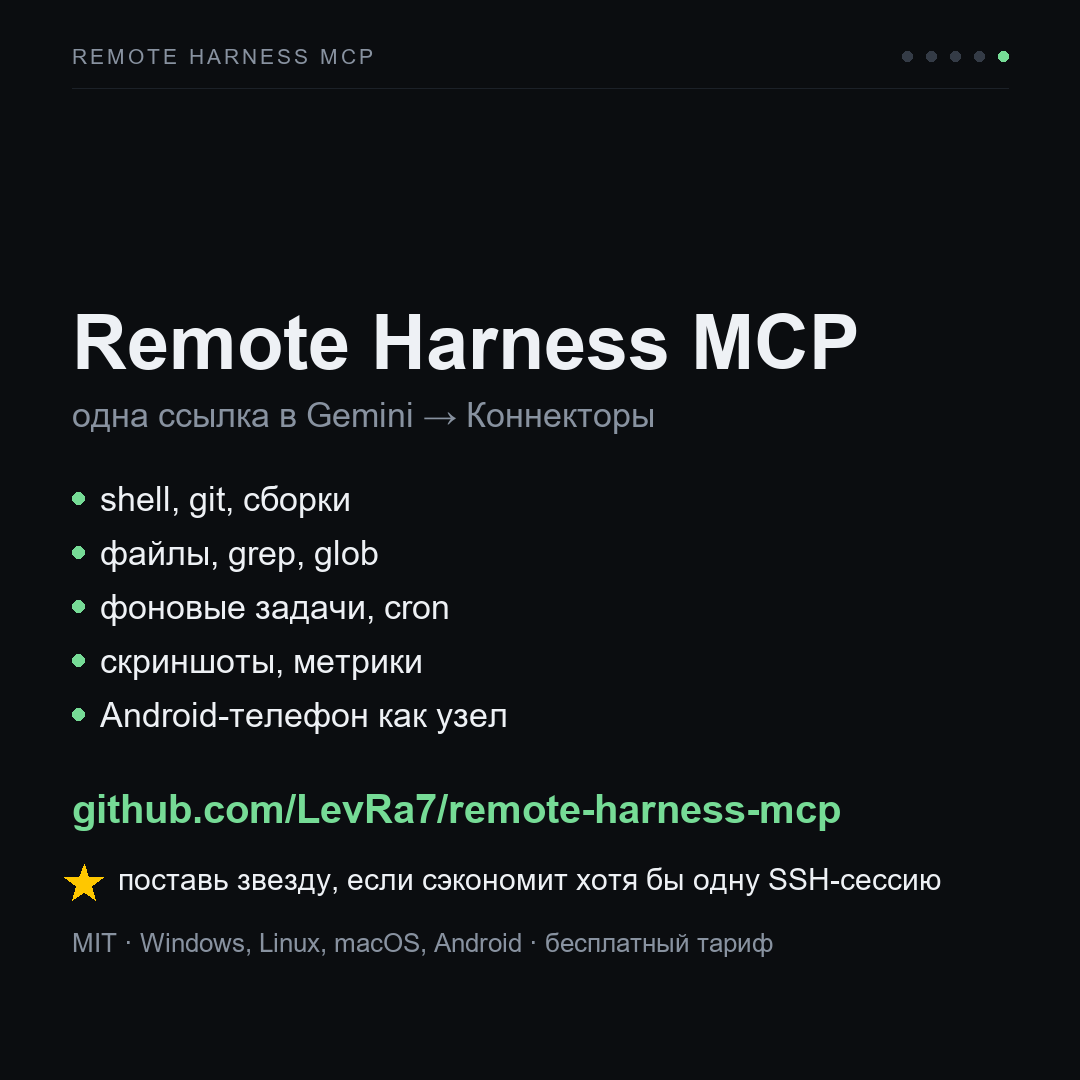 REMOTE HARNESS MCP
Remote Harness MCP
одна ссылка в Gemini → Коннекторы
shell, git, сборки
файлы, grep, glob
фоновые задачи, cron
скриншоты, метрики
Android-телефон как узел
github.com/LevRa7/remote-harness-mcp
поставь звезду, если сэкономит хотя бы одну SSH-сессию
MIT · Windows, Linux, macOS, Android · бесплатный тариф